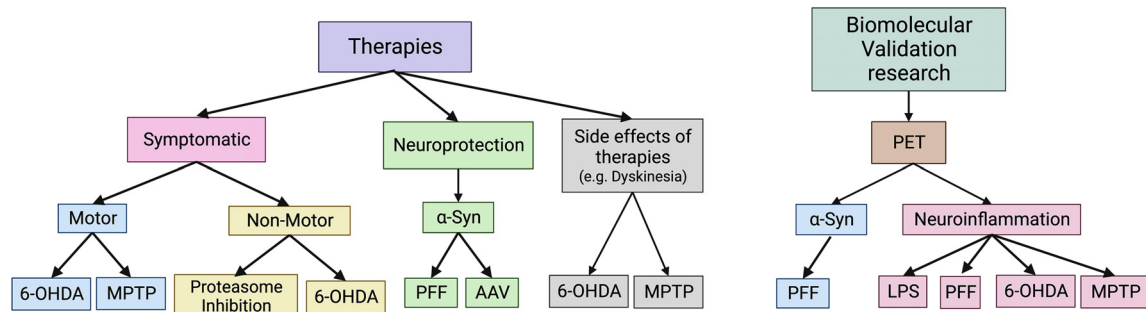 Therapies
Biomolecular
Validation
research
Symptomatic
Neuroprotection
Side effects of
therapies
(e.g. Dyskinesia)
PET
Motor
Non-Motor
α-Syn
α-Syn
Neuroinflammation
6-OHDA
MPTP
Proteasome
Inhibition
6-OHDA
PFF
AAV
6-OHDA
MPTP
PFF
LPS
PFF
6-OHDA
MPTP